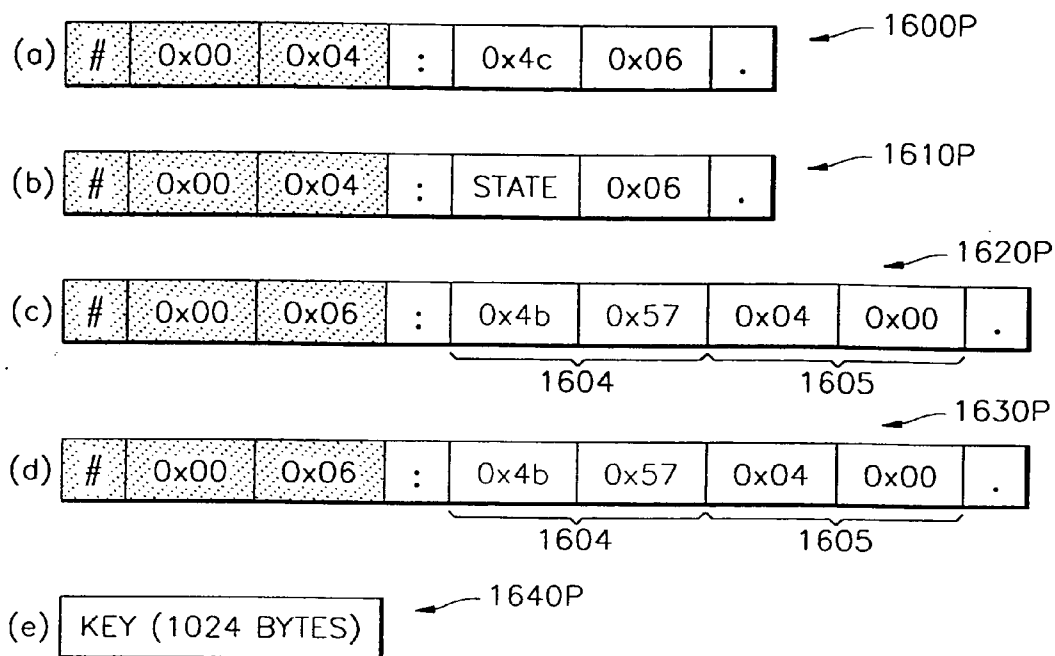 1600P
(a) # 0x00 0x04 : 0x4c 0x06 .
1610P
(b) # 0x00 0x04 : STATE 0x06 .
1620P
(c) # 0x00 0x06 : 0x4b 0x57 0x04 0x00 .
1604 1605
1630P
(d) # 0x00 0x06 : 0x4b 0x57 0x04 0x00 .
1604 1605
1640P
(e) KEY (1024 BYTES)